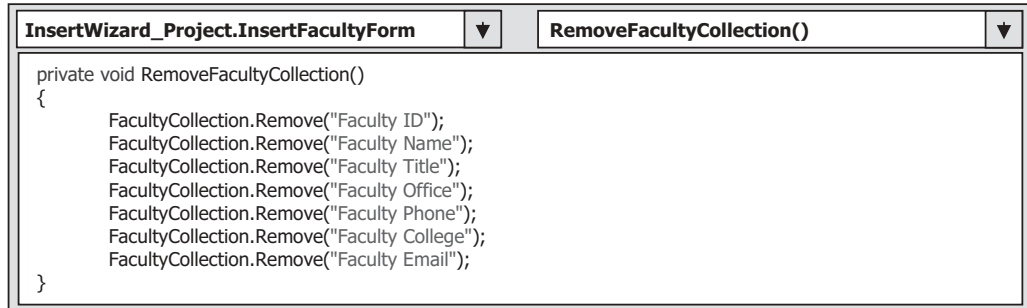 InsertWizard_Project.InsertFacultyForm RemoveFacultyCollection()
private void RemoveFacultyCollection()
{
FacultyCollection.Remove("Faculty ID");
FacultyCollection.Remove("Faculty Name");
FacultyCollection.Remove("Faculty Title");
FacultyCollection.Remove("Faculty Office");
FacultyCollection.Remove("Faculty Phone");
FacultyCollection.Remove("Faculty College");
FacultyCollection.Remove("Faculty Email");
}